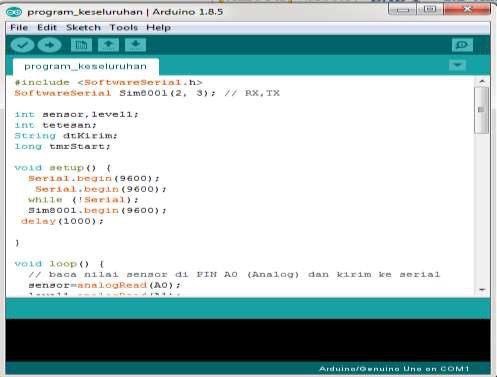 program_keseluruhan | Arduino 1.8.5
File Edit Sketch Tools Help
program_keseluruhan
#include <SoftwareSerial.h>
SoftwareSerial Sim800l(2, 3); // RX,TX
int sensor,level1;
int tetesan;
String dtKirim;
long tmrStart;
void setup() {
Serial.begin(9600);
Serial.begin(9600);
while (!Serial);
Sim800l.begin(9600);
delay(1000);
}
void loop() {
// baca nilai sensor di PIN A0 (Analog) dan kirim ke serial
sensor=analogRead(A0);
level1=analogRead(A1);
Arduino/Genuino Uno on COM1